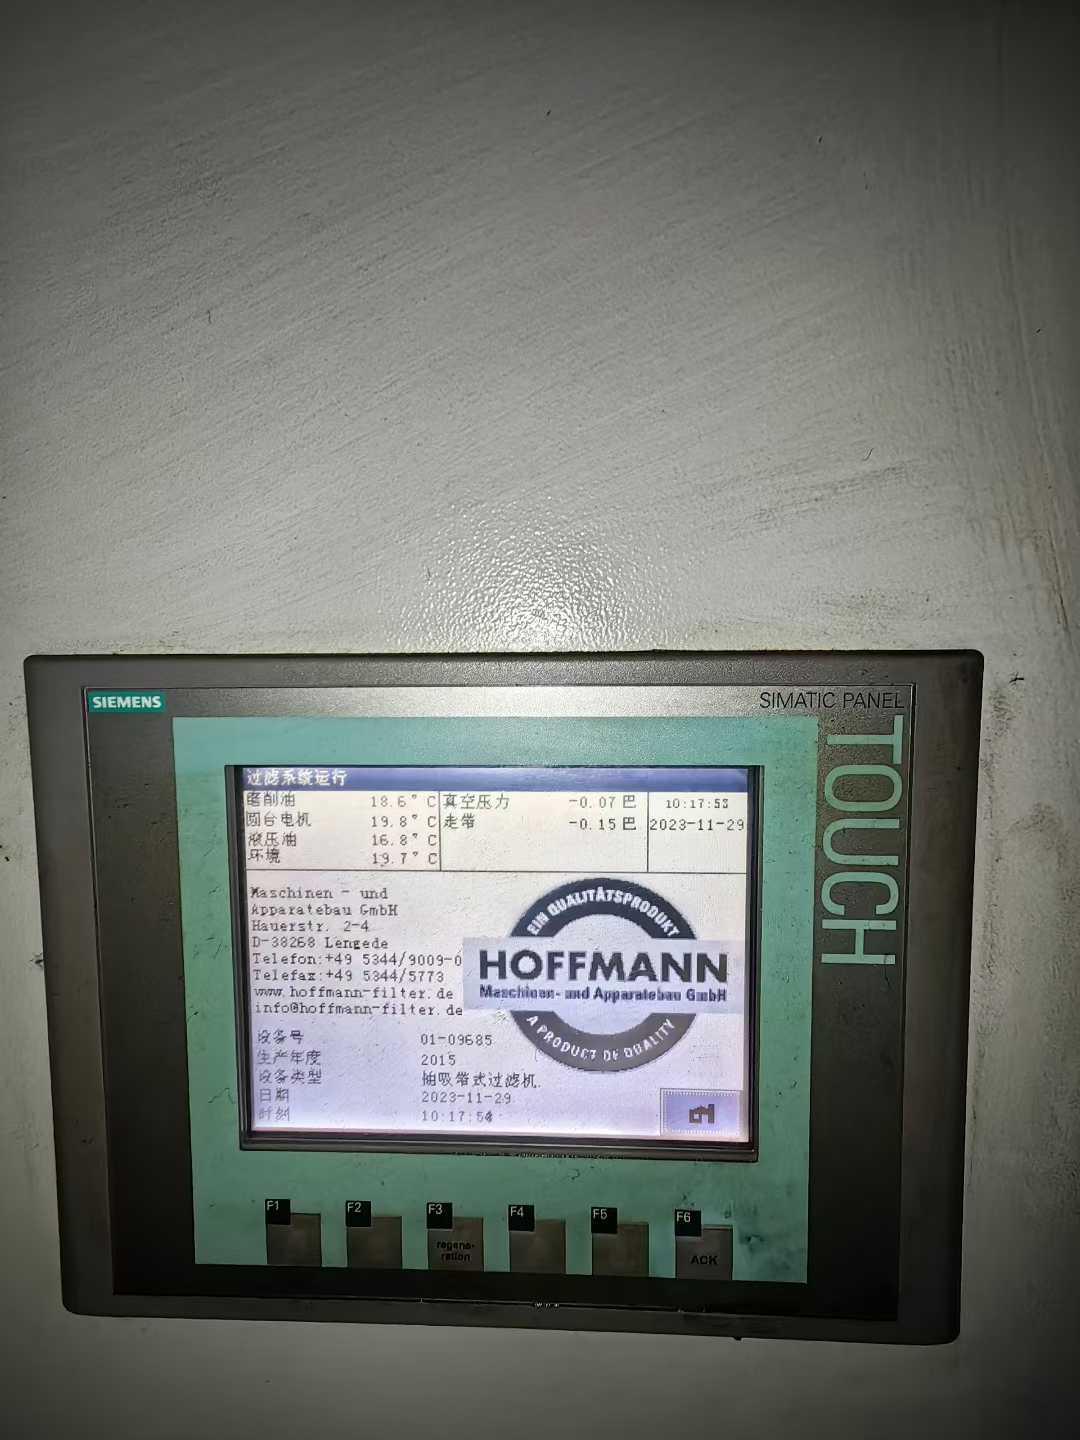 SIEMENS
SIMATIC PANEL
TOUCH
过滤系统运行
磨削油 18.6°C 真空压力 -0.07 巴 10:17:53
圆台电机 19.8°C 走带 -0.15 巴 2023-11-29
液压油 16.8°C
环境 19.7°C
Maschinen - und
Apparatebau GmbH
Hauerstr. 2-4
D-38268 Lengede
Telefon:+49 5344/9009-0
Telefax:+49 5344/5773
www.hoffmann-filter.de
info@hoffmann-filter.de
EIN QUALITÄTSPRODUKT
HOFFMANN
Maschinen- und Apparatebau GmbH
A PRODUCT OF QUALITY
设备号 01-09685
生产年度 2015
设备类型 抽吸带式过滤机.
日期 2023-11-29
时刻 10:17:54
F1 F2 F3 F4 F5 F6
regene-
ration
ACK